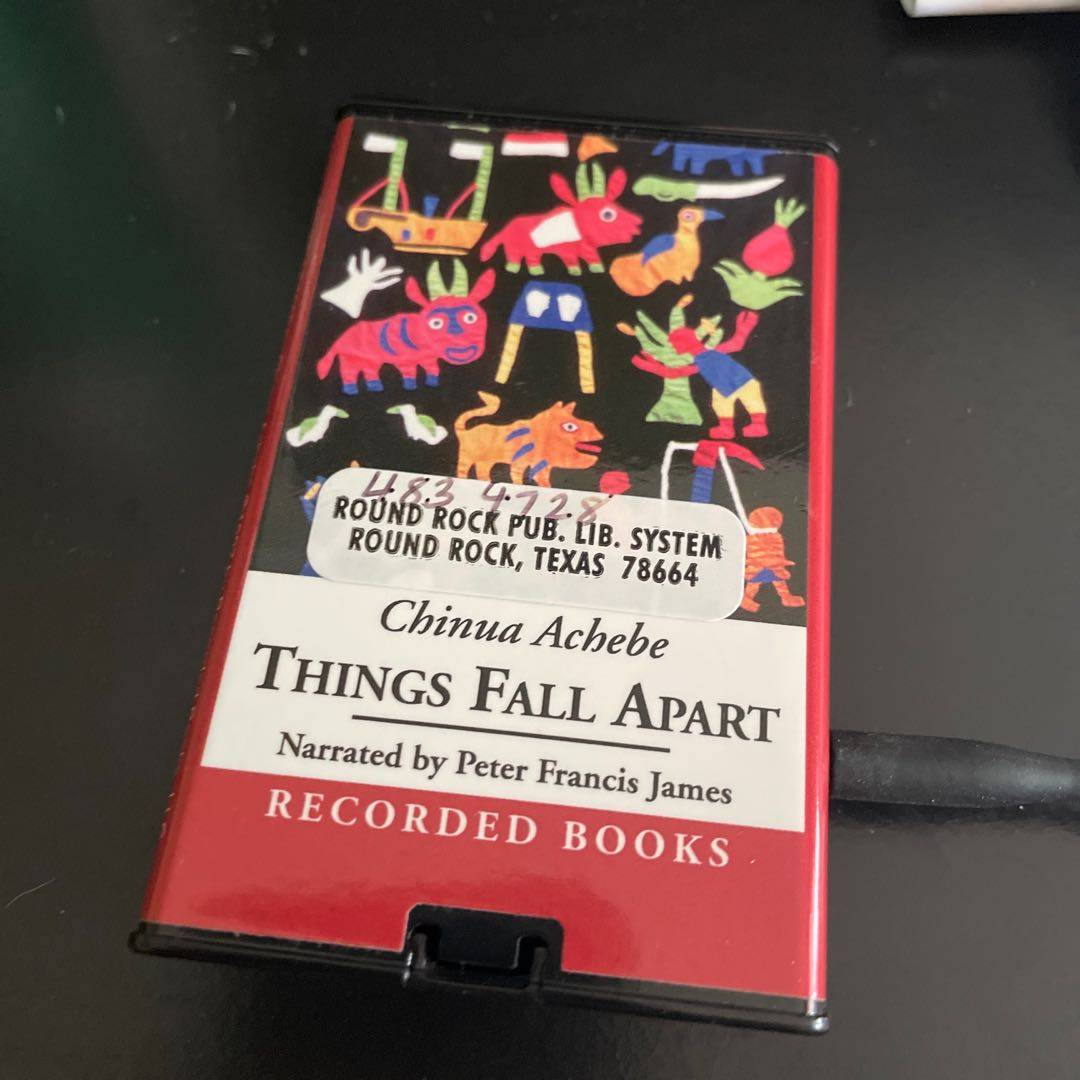 483 4728
ROUND ROCK PUB. LIB. SYSTEM
ROUND ROCK, TEXAS 78664
Chinua Achebe
THINGS FALL APART
Narrated by Peter Francis James
RECORDED BOOKS